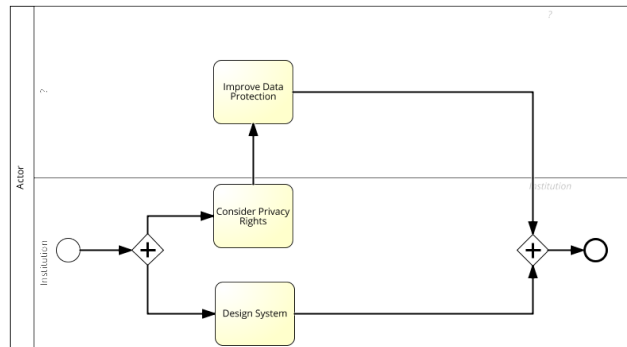 ?
?
Improve Data
Protection
Actor
Institution
Consider Privacy
Rights
Institution
Design System